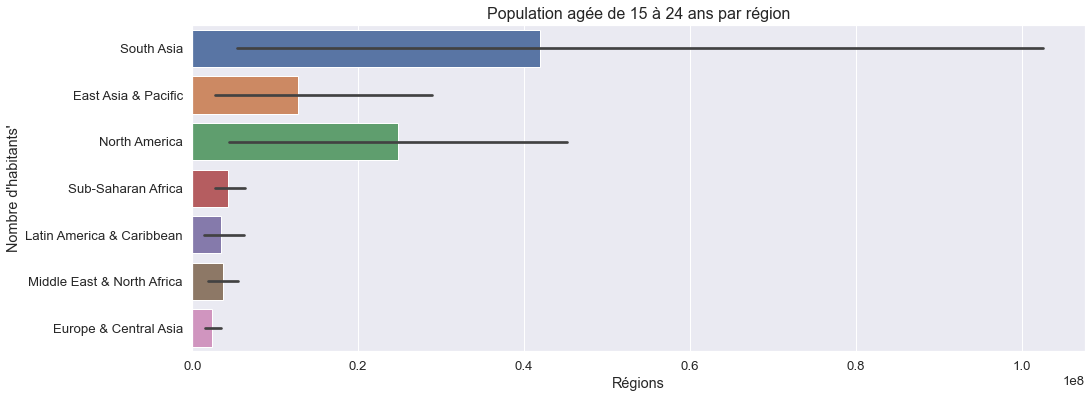 Population agée de 15 à 24 ans par région
Nombre d'habitants'
South Asia
East Asia & Pacific
North America
Sub-Saharan Africa
Latin America & Caribbean
Middle East & North Africa
Europe & Central Asia
0.0 0.2 0.4 0.6 0.8 1.0
1e8
Régions